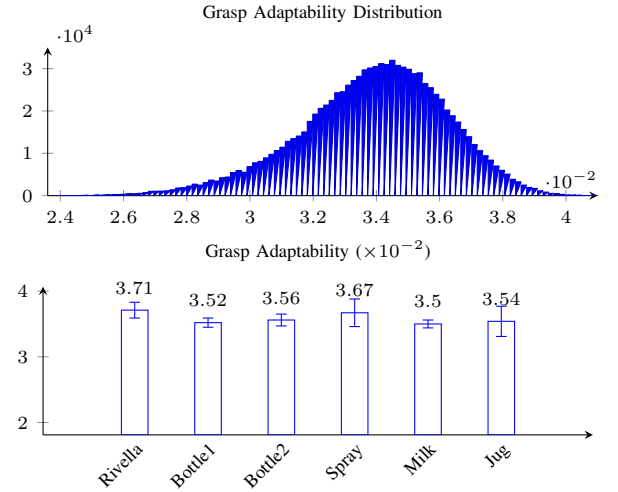 Grasp Adaptability Distribution
·10⁴
3
2
1
0
·10⁻²
2.4 2.6 2.8 3 3.2 3.4 3.6 3.8 4
Grasp Adaptability (×10⁻²)
4
3
2
3.71 3.52 3.56 3.67 3.5 3.54
Rivella Bottle1 Bottle2 Spray Milk Jug